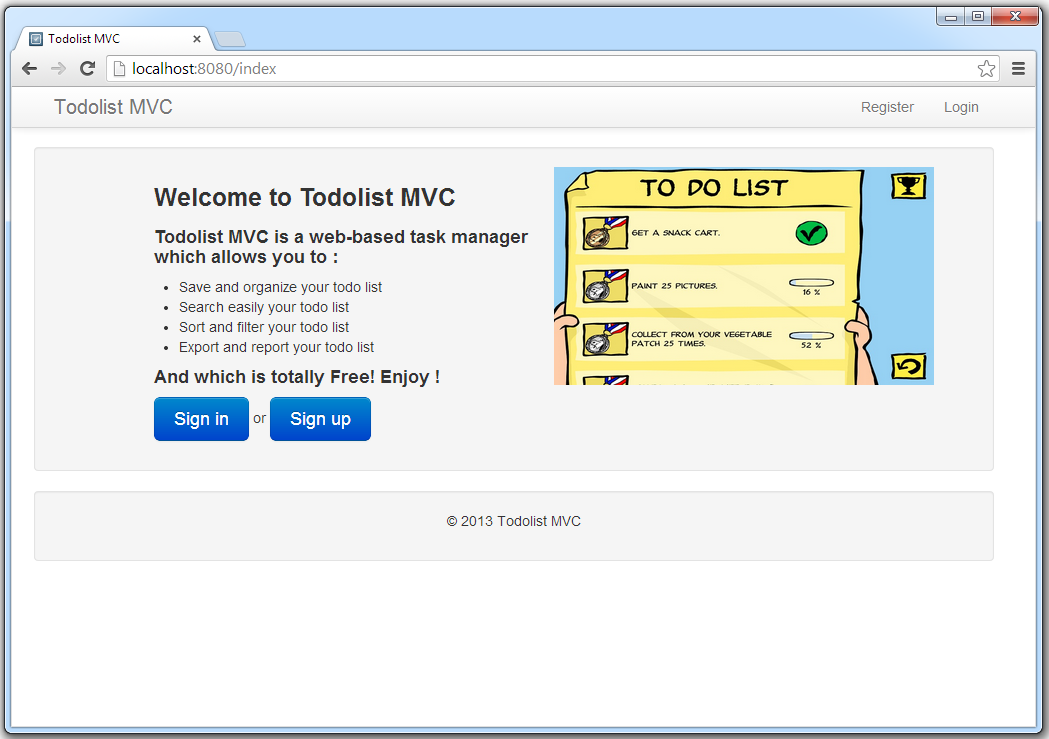 Todolist MVC
localhost:8080/index
Todolist MVC
Register
Login
Welcome to Todolist MVC
Todolist MVC is a web-based task manager
which allows you to :
Save and organize your todo list
Search easily your todo list
Sort and filter your todo list
Export and report your todo list
And which is totally Free! Enjoy !
Sign in or Sign up
TO DO LIST
GET A SNACK CART.
PAINT 25 PICTURES.
16 %
COLLECT FROM YOUR VEGETABLE
PATCH 25 TIMES.
52 %
© 2013 Todolist MVC